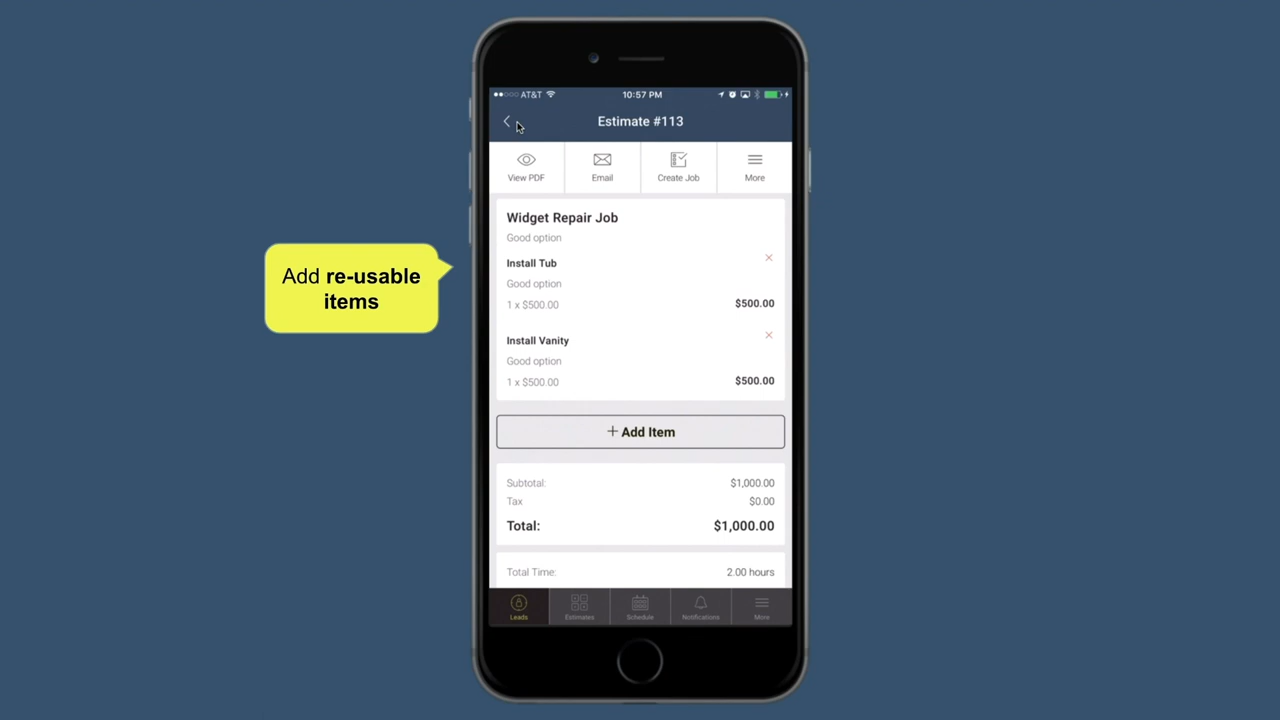 AT&T
10:57 PM
Estimate #113
View PDF
Email
Create Job
More
Widget Repair Job
Good option
Install Tub
Good option
1 x $500.00
$500.00
Install Vanity
Good option
1 x $500.00
$500.00
+ Add Item
Subtotal:
$1,000.00
Tax
$0.00
Total:
$1,000.00
Total Time:
2.00 hours
Leads
Estimates
Schedule
Notifications
More
Add re-usable
items